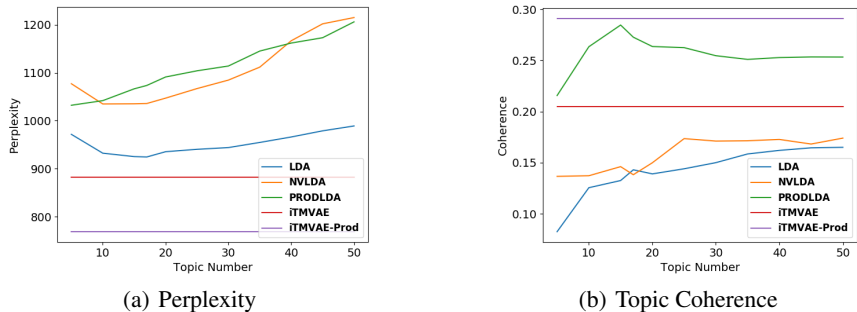 1200
1100
1000
900
800
Perplexity
10 20 30 40 50
Topic Number
LDA
NVLDA
PRODLDA
iTMVAE
iTMVAE-Prod
(a) Perplexity
0.30
0.25
0.20
0.15
0.10
Coherence
10 20 30 40 50
Topic Number
LDA
NVLDA
PRODLDA
iTMVAE
iTMVAE-Prod
(b) Topic Coherence